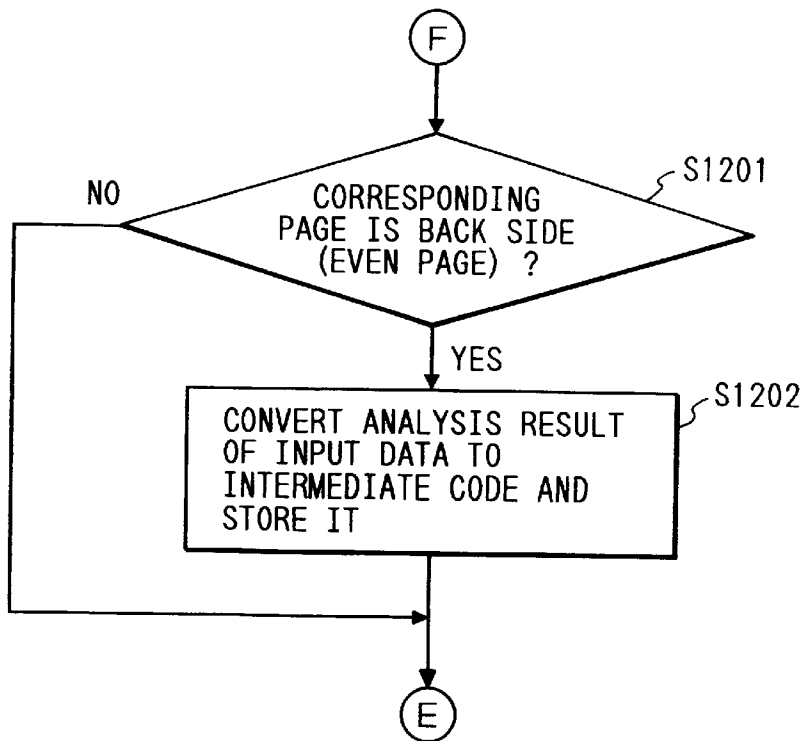 F
S1201
NO
CORRESPONDING
PAGE IS BACK SIDE
(EVEN PAGE) ?
YES
S1202
CONVERT ANALYSIS RESULT
OF INPUT DATA TO
INTERMEDIATE CODE AND
STORE IT
E